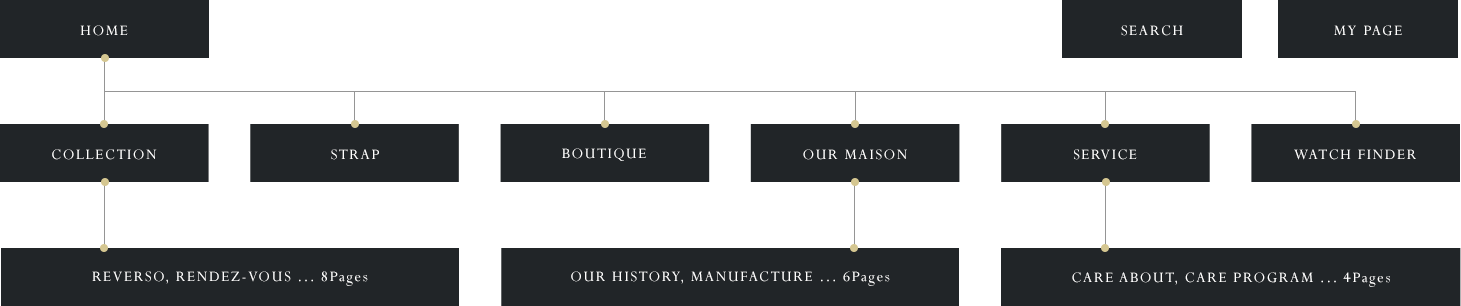 HOME
SEARCH
MY PAGE
COLLECTION
STRAP
BOUTIQUE
OUR MAISON
SERVICE
WATCH FINDER
REVERSO, RENDEZ-VOUS ... 8Pages
OUR HISTORY, MANUFACTURE ... 6Pages
CARE ABOUT, CARE PROGRAM ... 4Pages